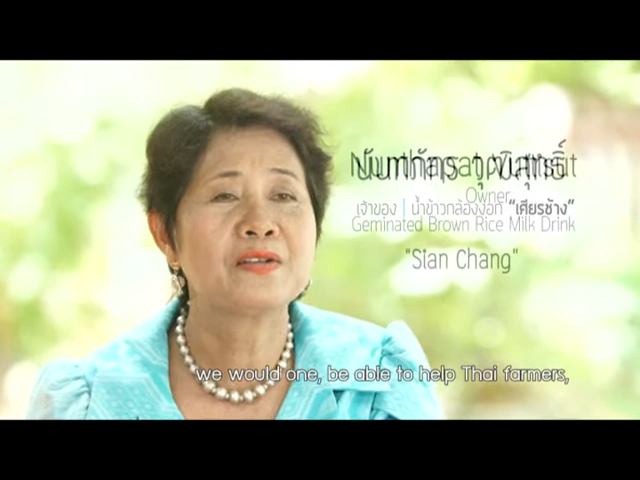 Owner
เจ้าของ | น้ำข้าวกล้องงอก “เศียรช้าง”
Geminated Brown Rice Milk Drink
"Sian Chang"
we would one, be able to help Thai farmers,